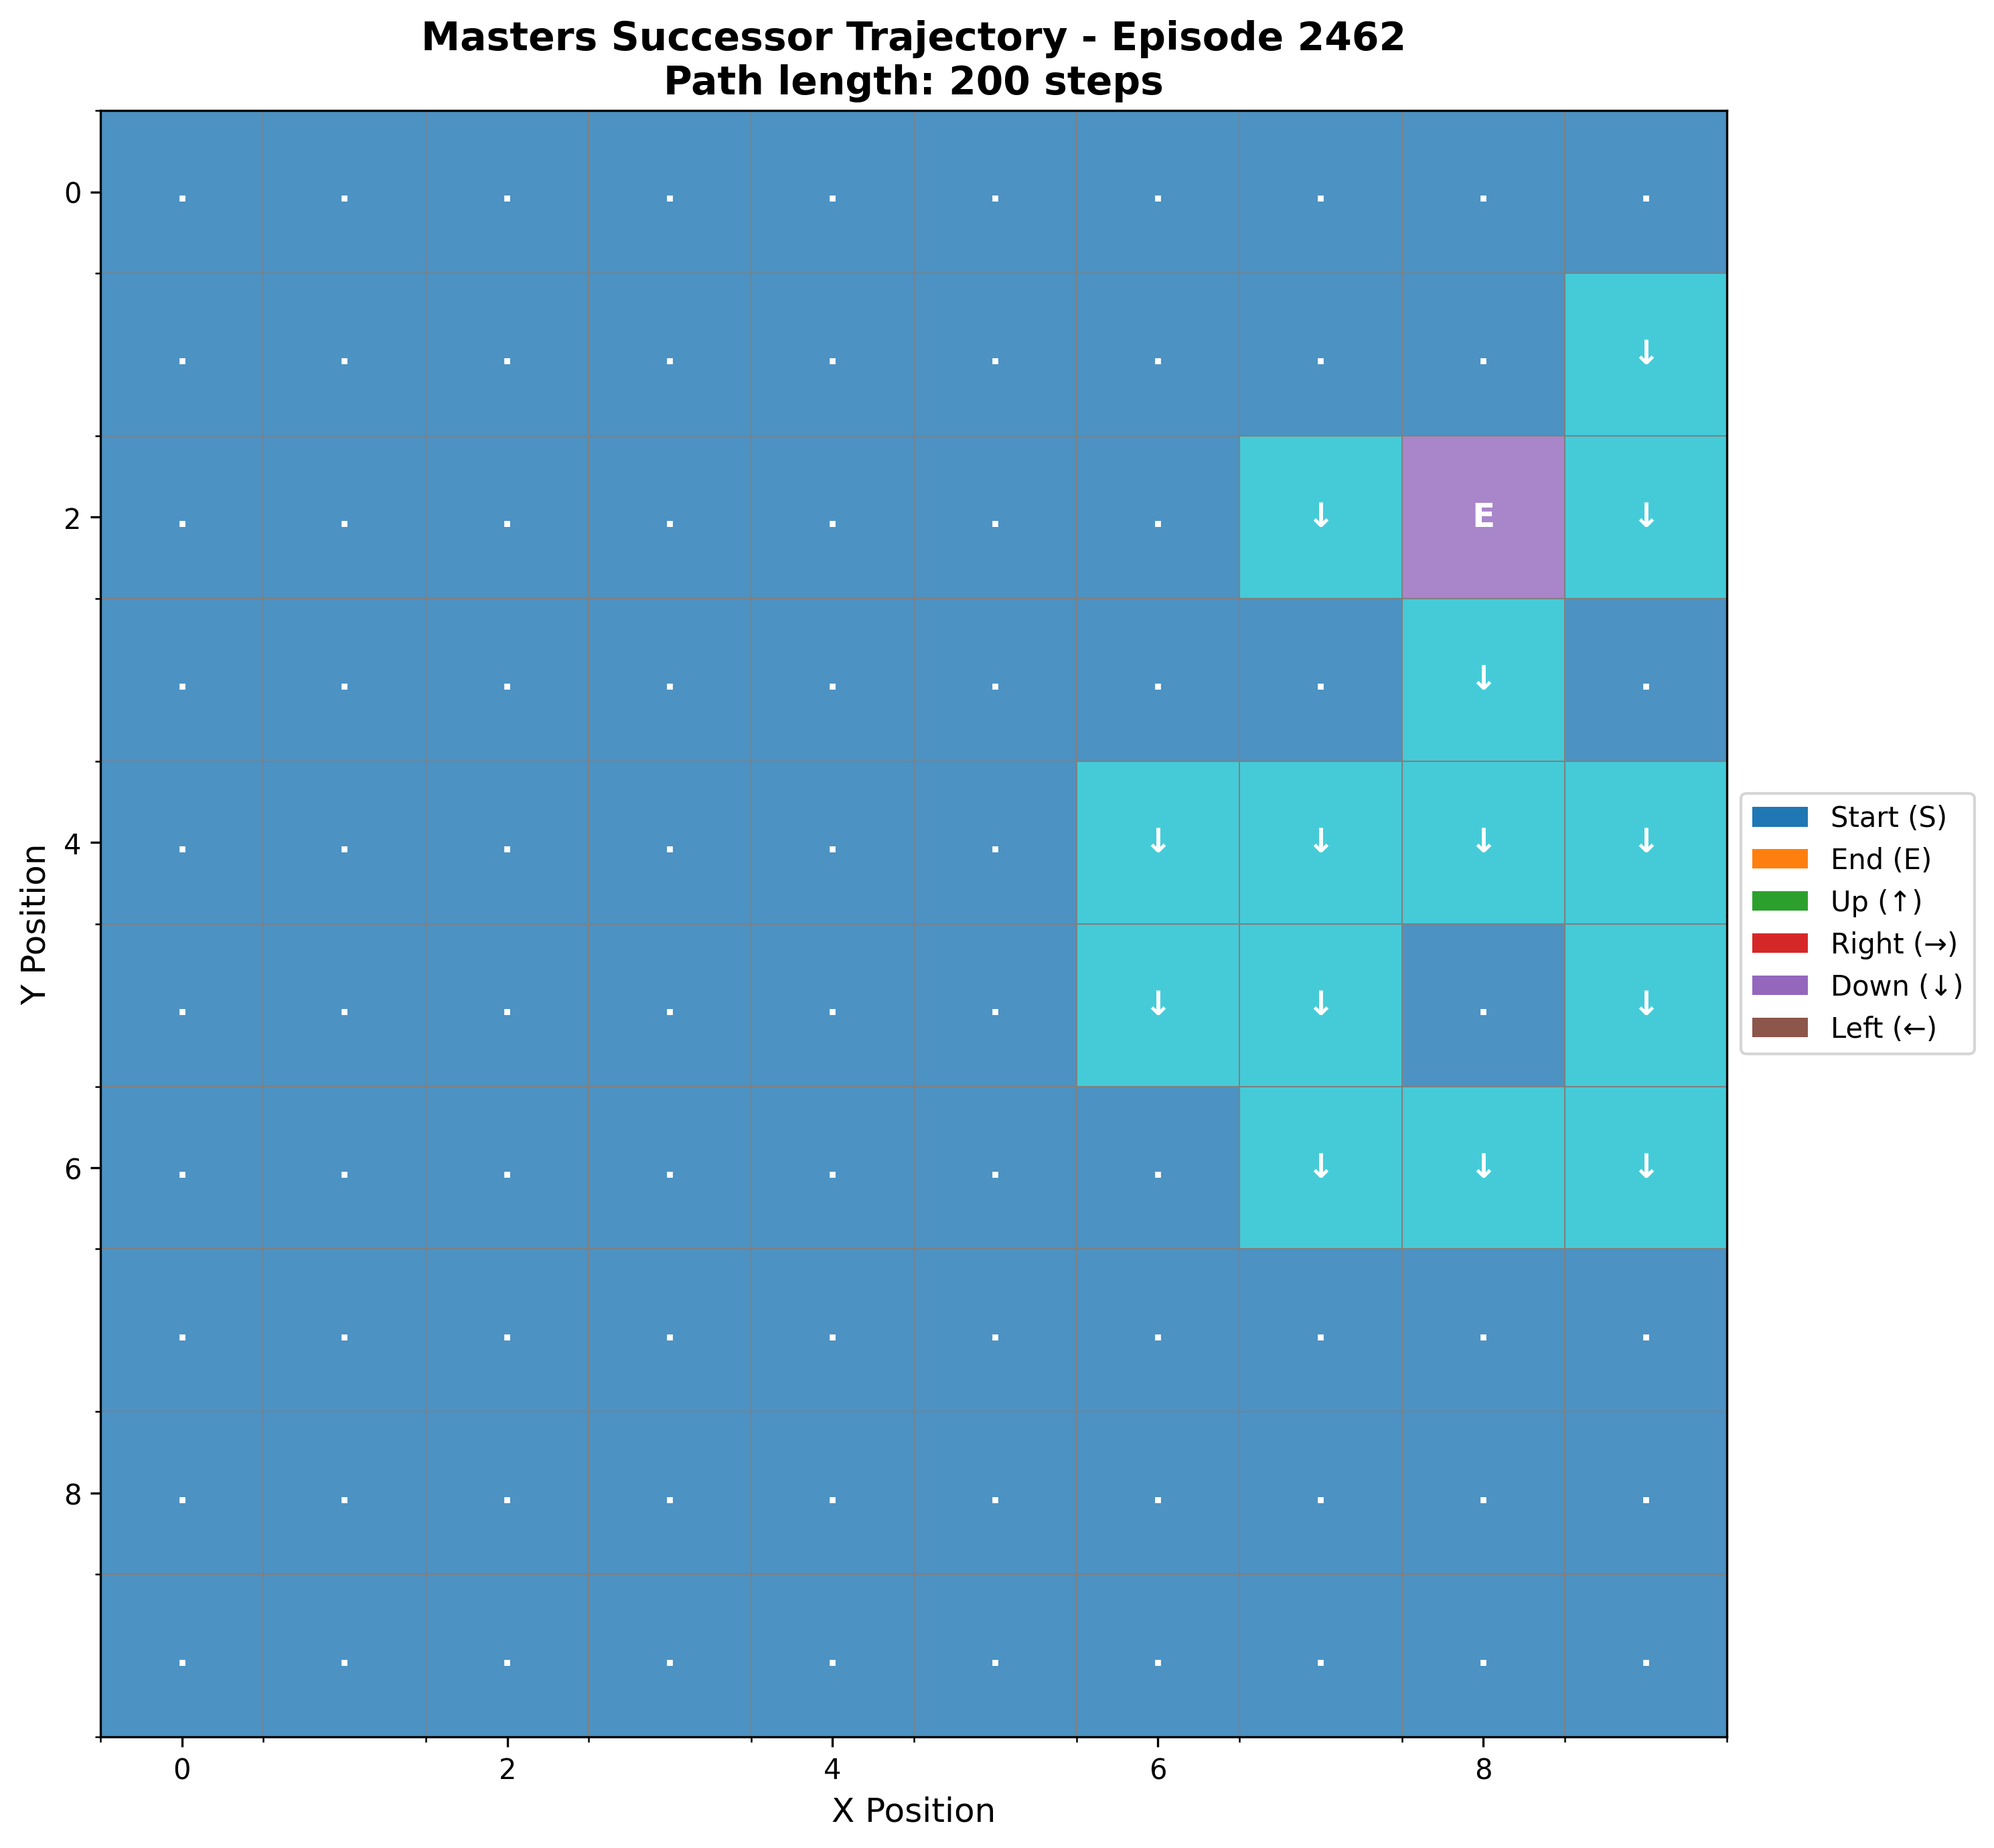 Masters Successor Trajectory - Episode 2462
Path length: 200 steps
0 . . . . . . . . . .
. . . . . . . . . ↓
2 . . . . . . . ↓ E ↓
. . . . . . . . ↓ .
4 . . . . . . ↓ ↓ ↓ ↓
. . . . . . ↓ ↓ . ↓
6 . . . . . . . ↓ ↓ ↓
. . . . . . . . . .
8 . . . . . . . . . .
. . . . . . . . . .
0 2 4 6 8
X Position
Y Position
Start (S)
End (E)
Up (↑)
Right (→)
Down (↓)
Left (←)